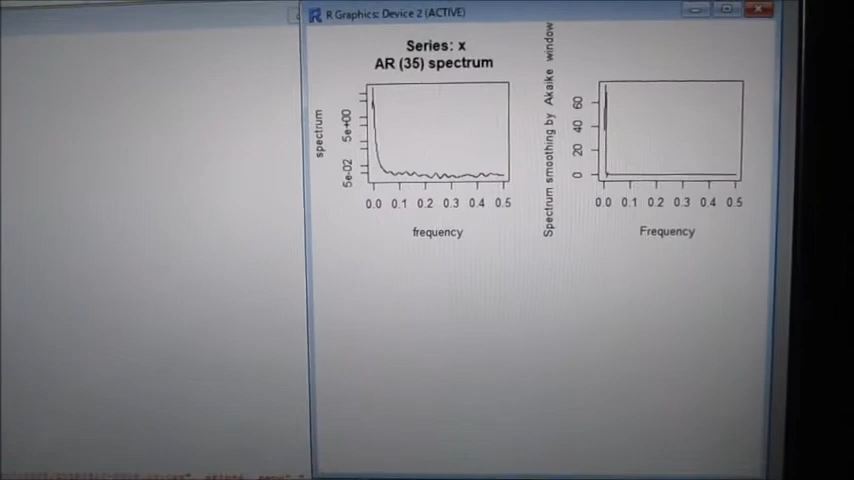 R Graphics: Device 2 (ACTIVE)
Series: x
AR (35) spectrum
spectrum
5e-02 5e+00
0.0 0.1 0.2 0.3 0.4 0.5
frequency
Spectrum smoothing by Akaike window
0 20 40 60
0.0 0.1 0.2 0.3 0.4 0.5
Frequency